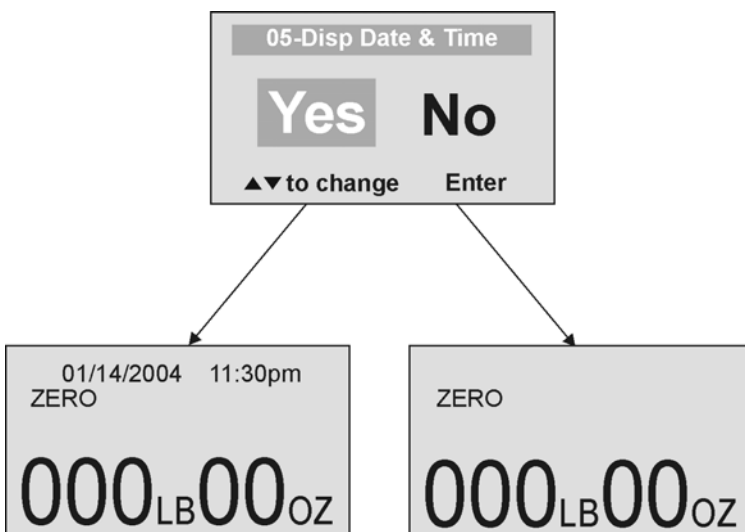 05-Disp Date & Time
Yes No
▲▼to change Enter
01/14/2004 11:30pm
ZERO
000LB00OZ
ZERO
000LB00OZ